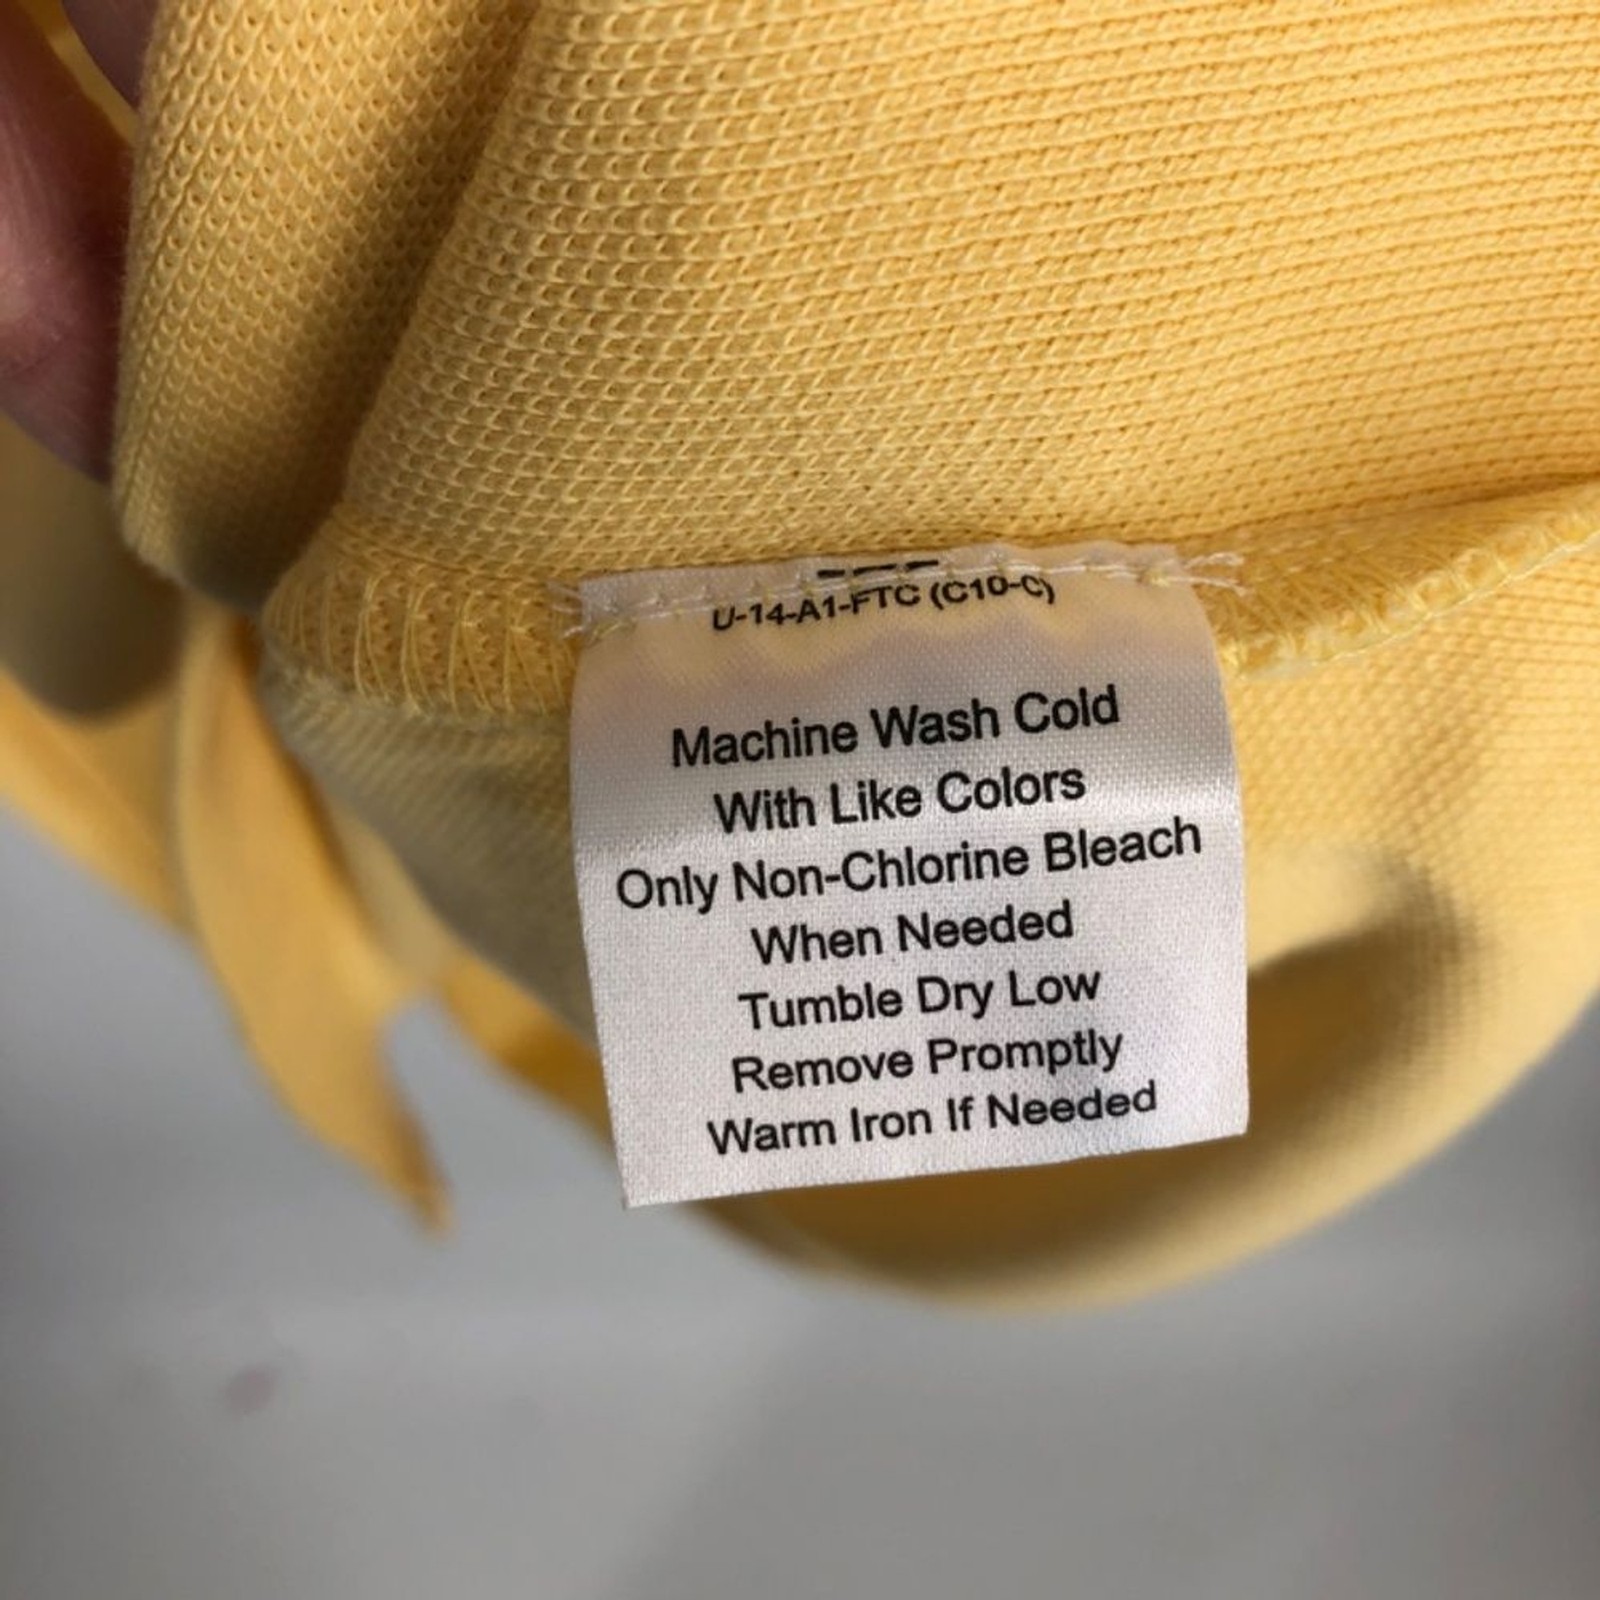 U-14-A1-FTC (C10-C)
Machine Wash Cold
With Like Colors
Only Non-Chlorine Bleach
When Needed
Tumble Dry Low
Remove Promptly
Warm Iron If Needed